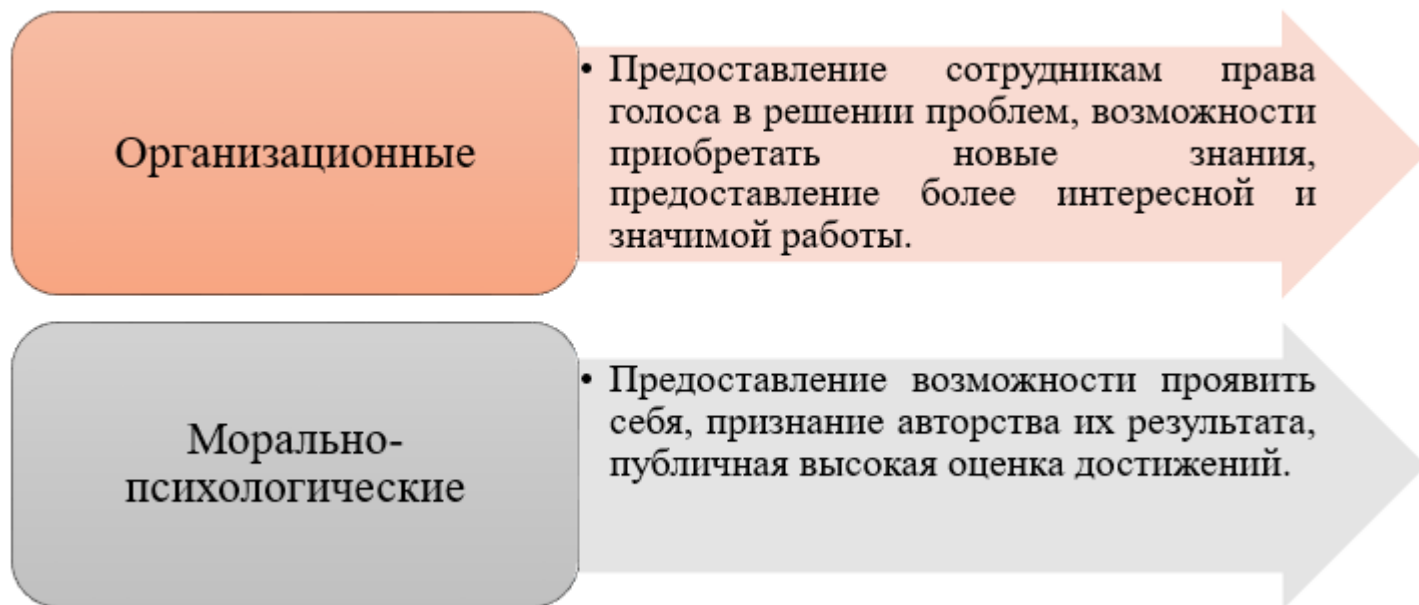 Организационные
• Предоставление сотрудникам права
голоса в решении проблем, возможности
приобретать новые знания,
предоставление более интересной и
значимой работы.
Морально-
психологические
• Предоставление возможности проявить
себя, признание авторства их результата,
публичная высокая оценка достижений.